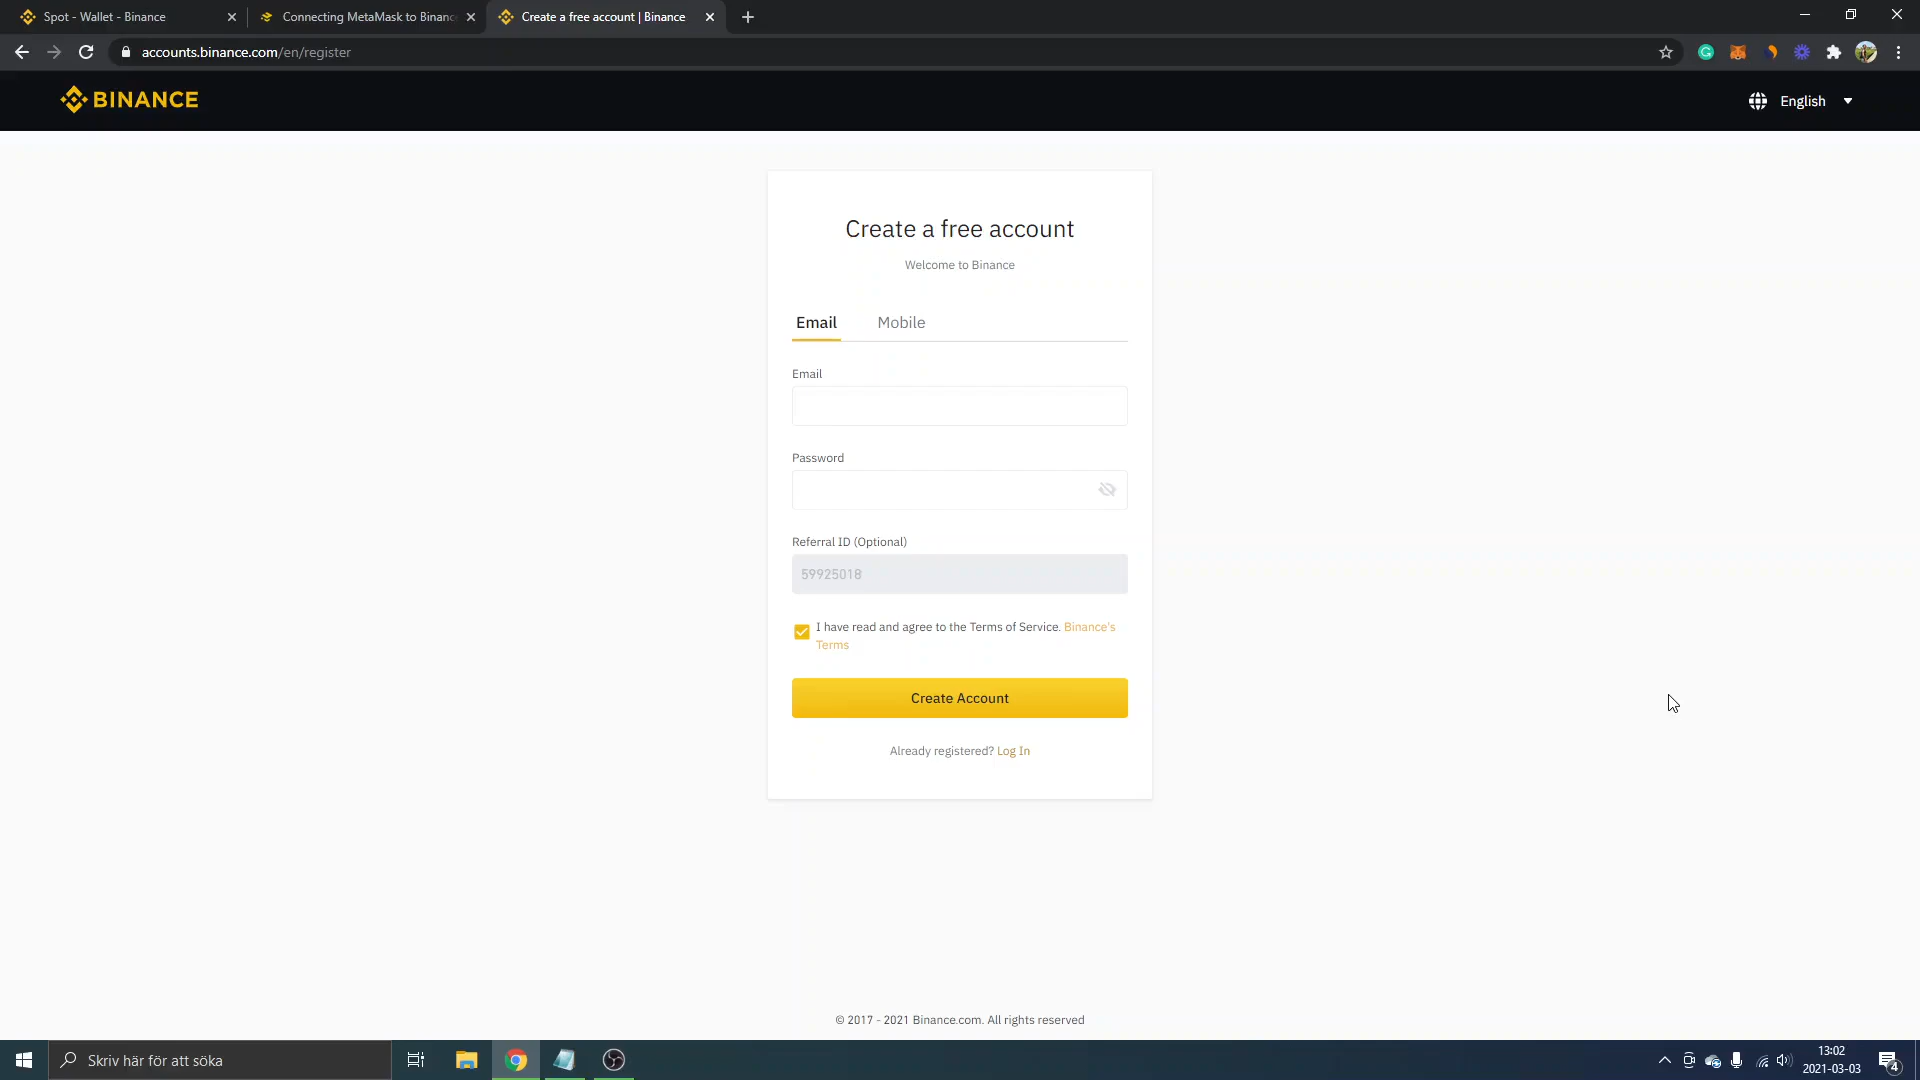 Spot - Wallet - Binance
Connecting MetaMask to Binanc
Create a free account | Binance
accounts.binance.com/en/register
BINANCE
English
Create a free account
Welcome to Binance
Email Mobile
Email
Password
Referral ID (Optional)
59925018
I have read and agree to the Terms of Service. Binance's
Terms
Create Account
Already registered? Log In
© 2017 - 2021 Binance.com. All rights reserved
Skriv här för att söka
13:02
2021-03-03
4